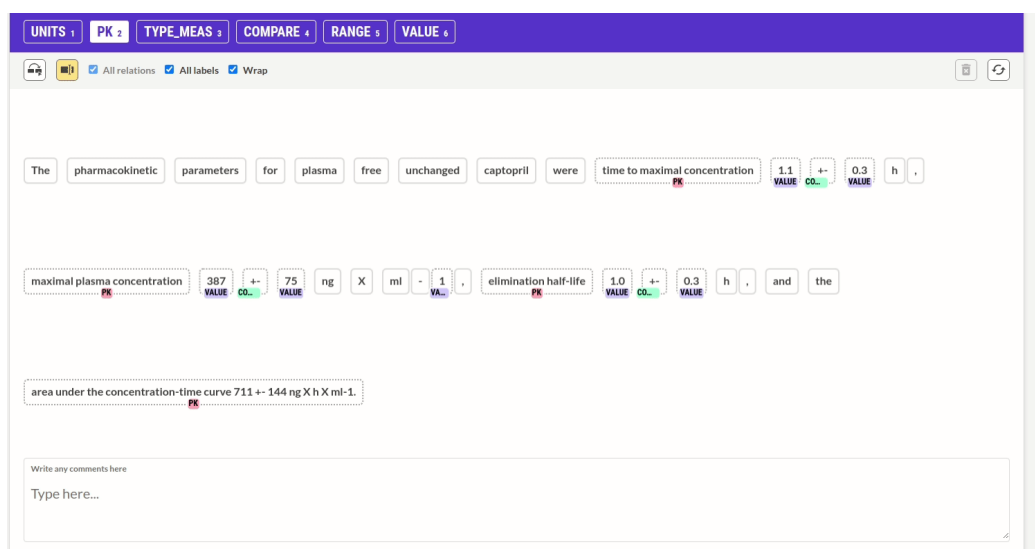 UNITS 1 PK 2 TYPE_MEAS 3 COMPARE 4 RANGE 5 VALUE 6
All relations All labels Wrap
The pharmacokinetic parameters for plasma free unchanged captopril were time to maximal concentration 1.1 +- 0.3 h ,
PK VALUE CO... VALUE
maximal plasma concentration 387 +- 75 ng X ml - 1 , elimination half-life 1.0 +- 0.3 h , and the
PK VALUE CO... VALUE VA... PK VALUE CO... VALUE
area under the concentration-time curve 711 +- 144 ng X h X ml-1.
PK
Write any comments here
Type here...